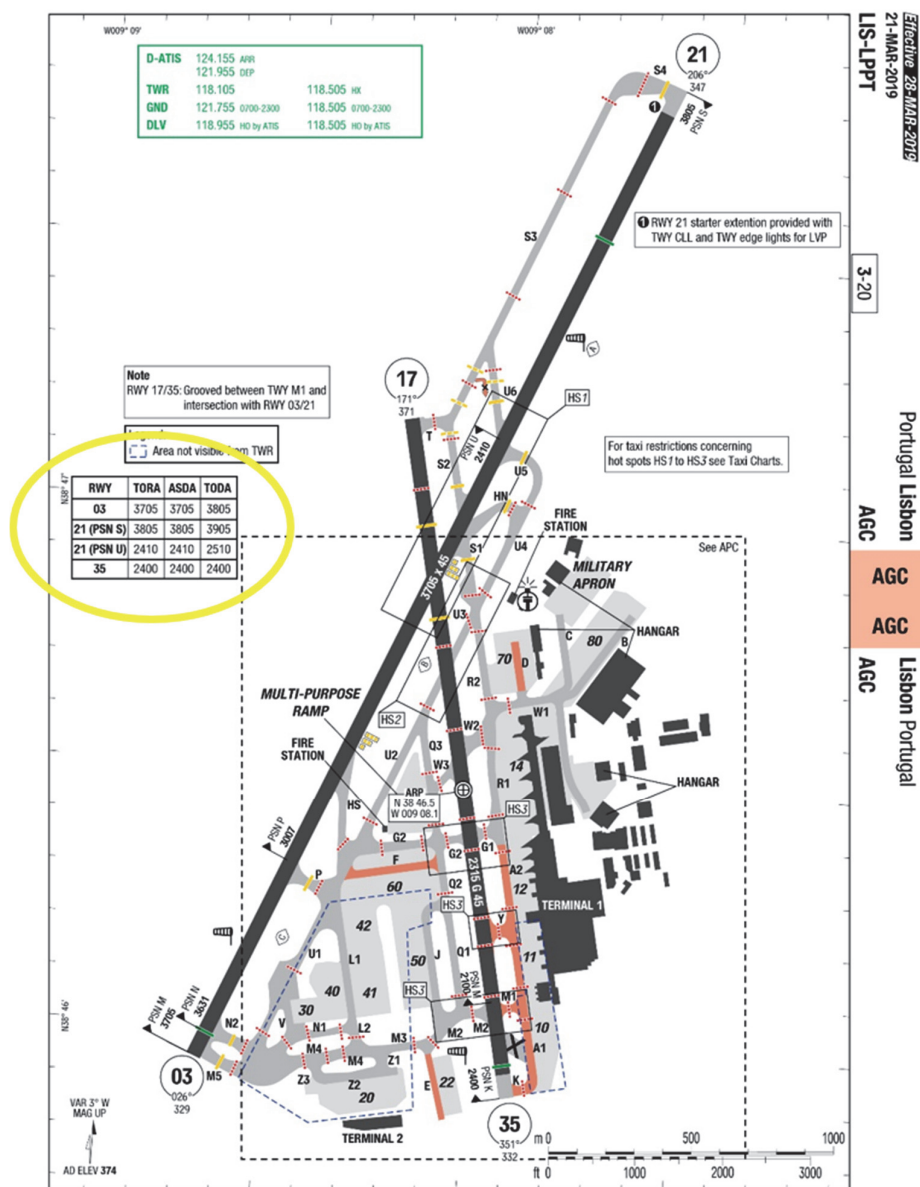 W009° 09'
W009° 08'
D-ATIS 124.155 ARR
121.955 DEP
TWR 118.105 118.505 HX
GND 121.755 0700-2300 118.505 0700-2300
DLV 118.955 HO by ATIS 118.505 HO by ATIS
Effective 28-MAR-2019
21-MAR-2019
LIS-LPPT
3-20
Portugal Lisbon
AGC
AGC
AGC
AGC
Lisbon Portugal
21
206°
347
S4
1
3805
PSN S
1 RWY 21 starter extention provided with
TWY CLL and TWY edge lights for LVP
S3
A
Note
RWY 17/35: Grooved between TWY M1 and
intersection with RWY 03/21
17
171°
371
U6
HS1
T
PSN U
2410
S2
U5
For taxi restrictions concerning
hot spots HS1 to HS3 see Taxi Charts.
Area not visible from TWR
N38° 47'
RWY TORA ASDA TODA
03 3705 3705 3805
21 (PSN S) 3805 3805 3905
21 (PSN U) 2410 2410 2510
35 2400 2400 2400
HN
FIRE
STATION
U4
S1
See APC
3705 x 45
MILITARY
APRON
U3
C
80
B
HANGAR
70
D
B
R2
MULTI-PURPOSE
RAMP
HS2
W1
W2
FIRE
STATION
U2
Q3
W3
14
R1
HANGAR
ARP
N 38 46.5
W 009 08.1
HS
HS3
PSN P
3007
G2
G2
G1
F
A2
2315 G 45
P
60
Q2
12
HS3
TERMINAL 1
42
Y
C
U1
L1
50
J
Q1
11
40
41
HS3
PSN M
2100
M1
30
N38° 46'
PSN M
3705
PSN N
3631
N2
V
N1
L2
M2
M2
10
M3
M4
M4
A1
M5
Z3
Z1
Z2
E
22
K
20
PSN K
2400
03
026°
329
TERMINAL 2
35
351°
332
VAR 3° W
MAG UP
AD ELEV 374
m 0 500 1000
ft 0 1000 2000 3000